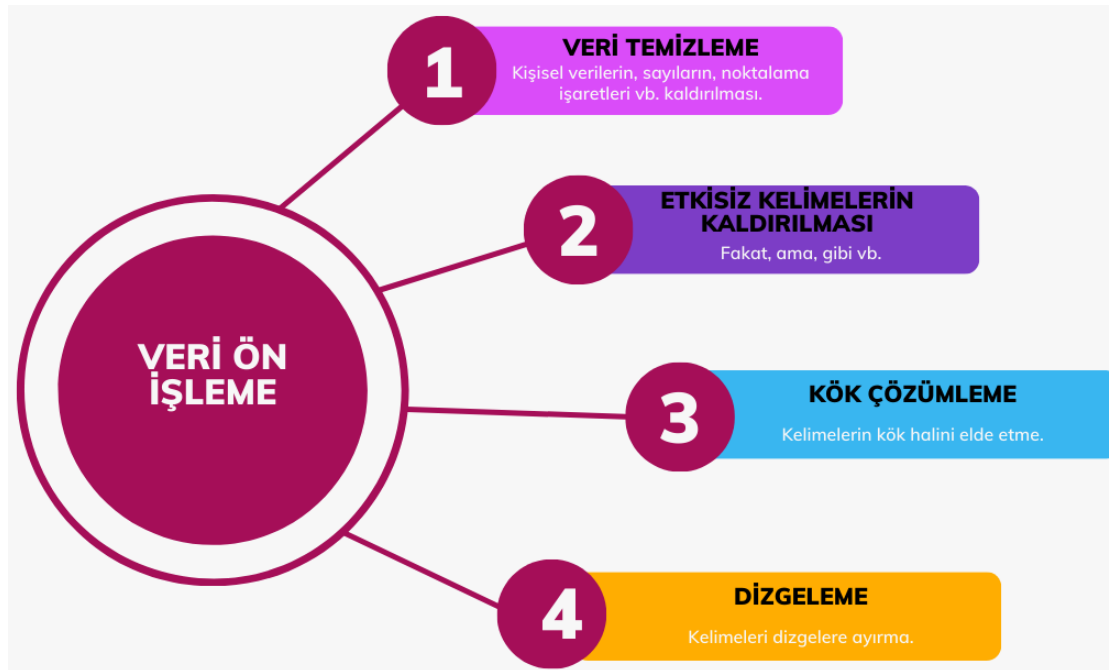 VERİ ÖN
İŞLEME
1
VERİ TEMİZLEME
Kişisel verilerin, sayıların, noktalama
işaretleri vb. kaldırılması.
2
ETKİSİZ KELİMELERİN
KALDIRILMASI
Fakat, ama, gibi vb.
3
KÖK ÇÖZÜMLEME
Kelimelerin kök halini elde etme.
4
DİZGELEME
Kelimeleri dizgelere ayırma.